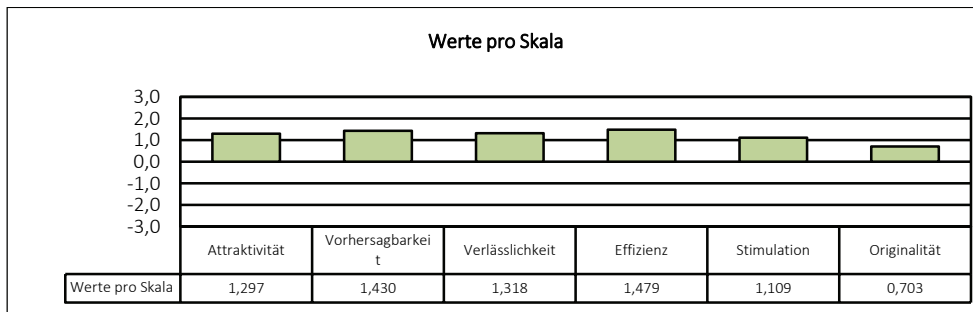 Werte pro Skala
3,0
2,0
1,0
0,0
-1,0
-2,0
-3,0
Attraktivität Vorhersagbarkei
t Verlässlichkeit Effizienz Stimulation Originalität
Werte pro Skala 1,297 1,430 1,318 1,479 1,109 0,703